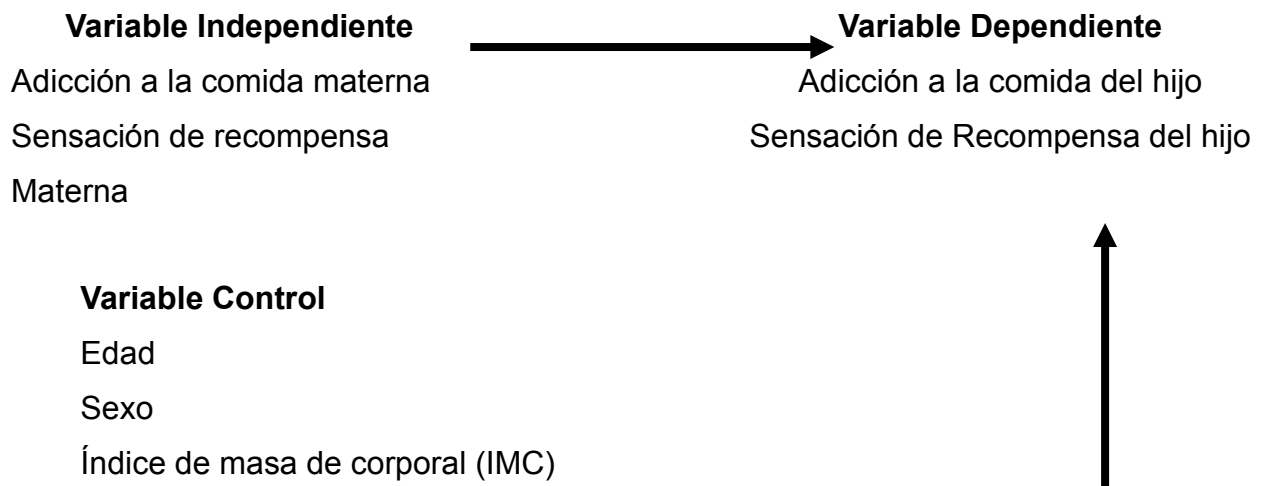 Variable Independiente
Variable Dependiente
Adicción a la comida materna
Adicción a la comida del hijo
Sensación de recompensa
Sensación de Recompensa del hijo
Materna
Variable Control
Edad
Sexo
Índice de masa de corporal (IMC)